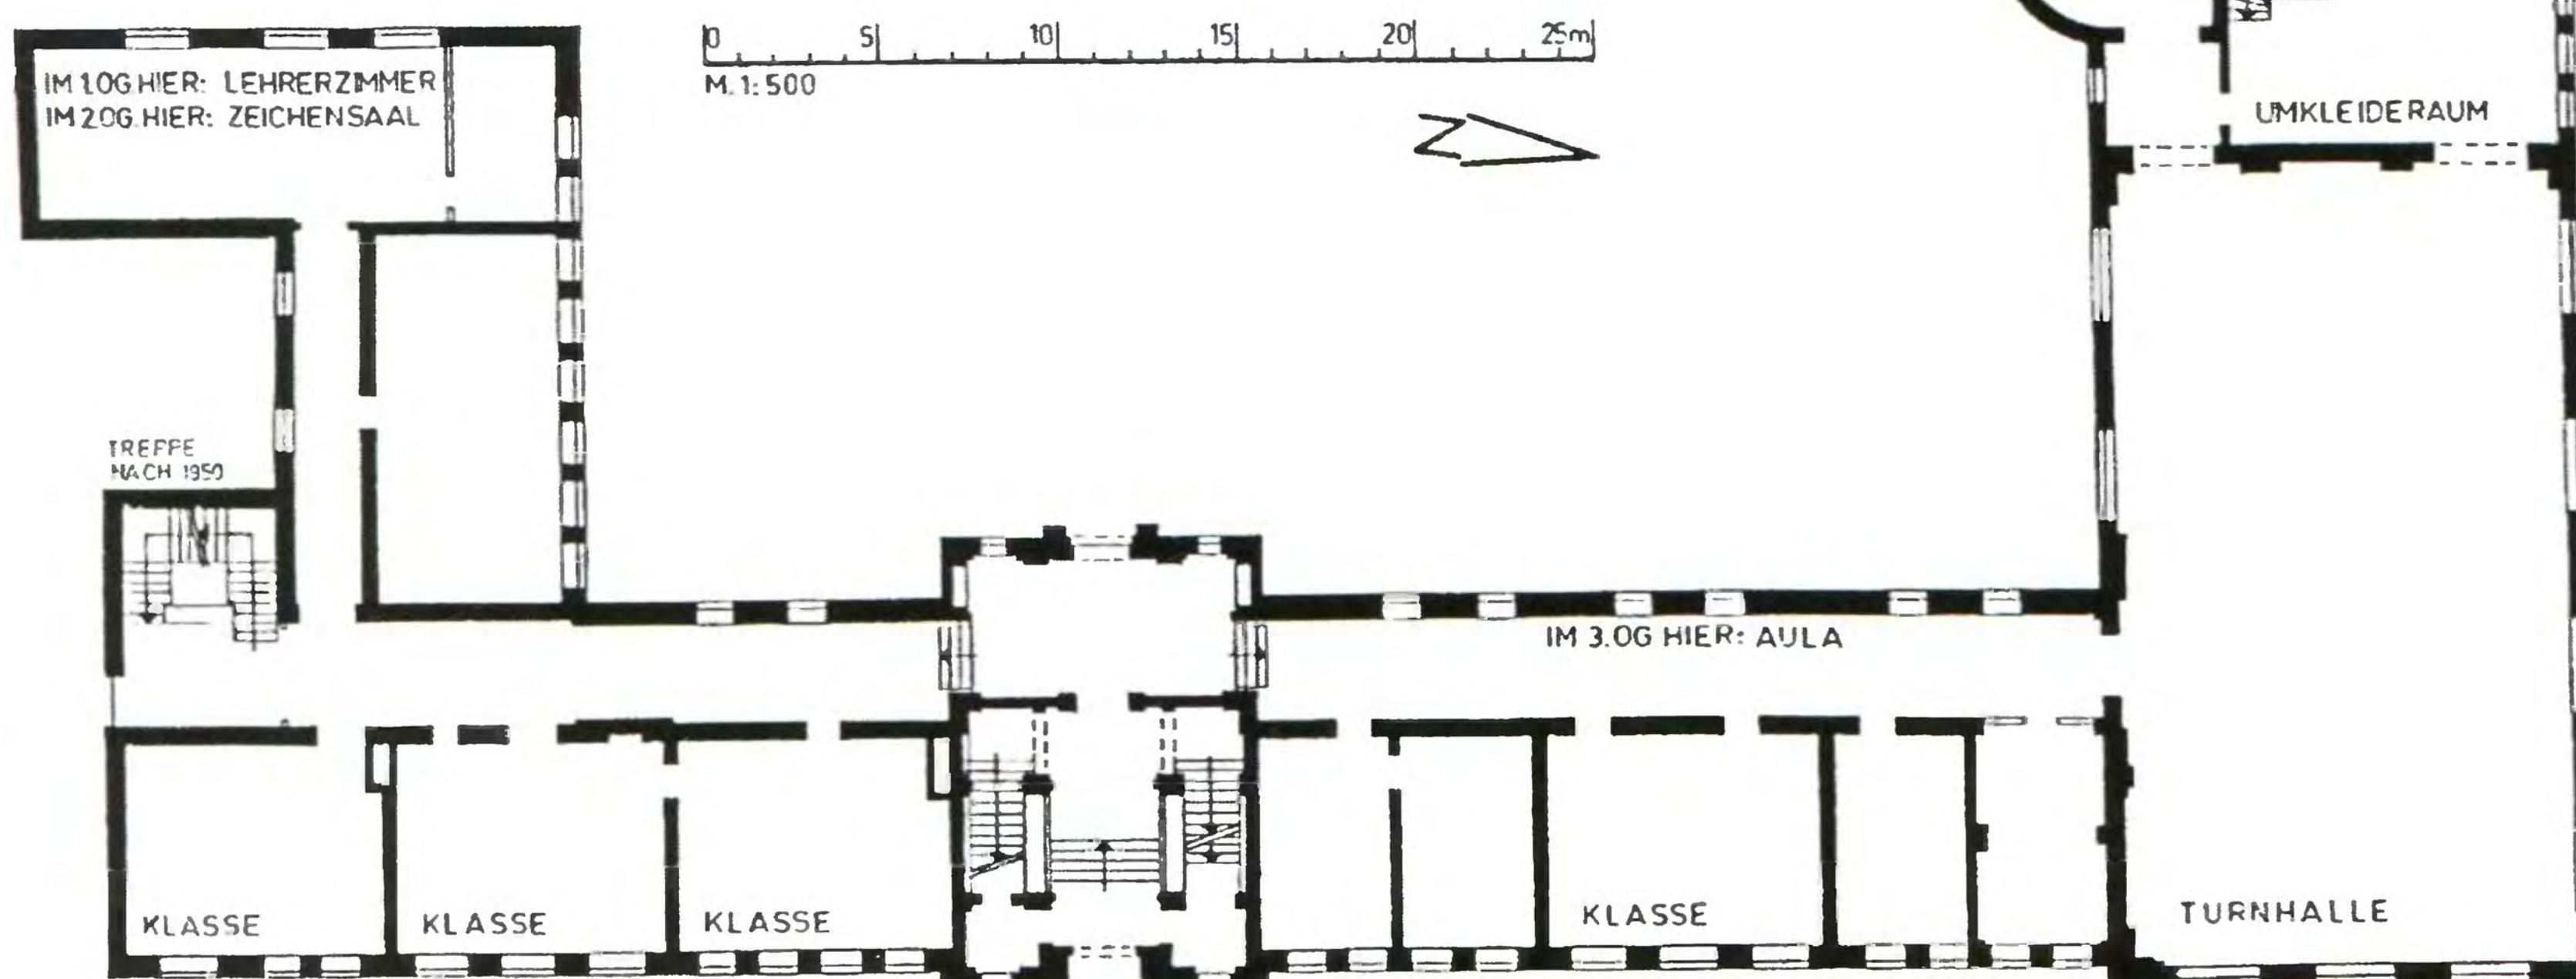 0 5 10 15 20 25m
M. 1:500
IM 1.OG HIER: LEHRERZIMMER
IM 2.OG. HIER: ZEICHENSAAL
UMKLEIDERAUM
TREPPE
NACH 1950
IM 3.OG HIER: AULA
KLASSE
KLASSE
KLASSE
KLASSE
TURNHALLE